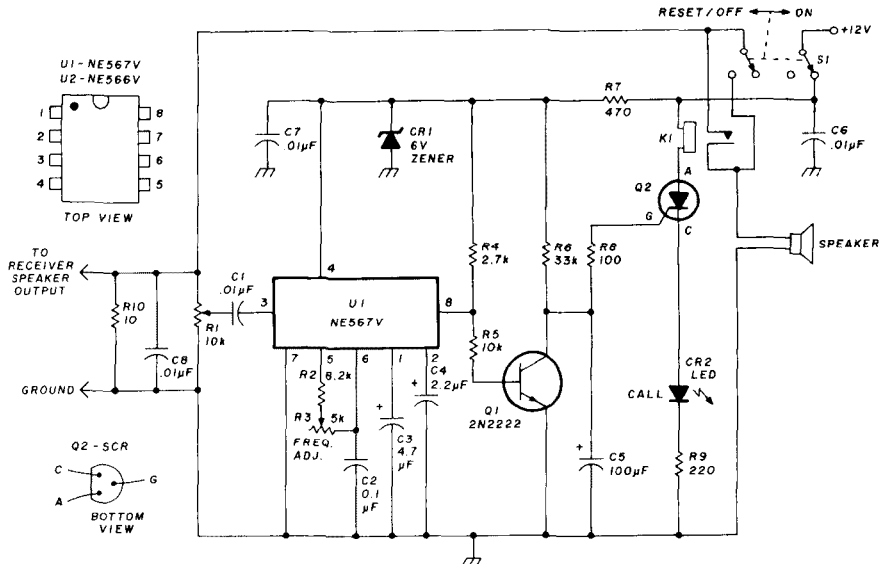 RESET/OFF ON
+12V
S1
U1-NE567V
U2-NE566V
1 8
2 7
3 6
4 5
TOP VIEW
R7
470
C7
.01µF
CR1
6V
ZENER
K1
C6
.01µF
A
Q2
G
C
SPEAKER
TO
RECEIVER
SPEAKER
OUTPUT
R4
2.7k
R6
33k
R8
100
C1
.01µF
4
3
U1
NE567V
8
R10
10
R1
10k
R5
10k
7 5 6 1 2
C8
.01µF
R2 8.2k
C4
2.2µF
+
CR2
LED
CALL
GROUND
R3 5k
FREQ.
ADJ.
+
C3
4.7
µF
Q1
2N2222
Q2-SCR
C
G
A
BOTTOM
VIEW
C2
0.1
µF
+
C5
100µF
R9
220